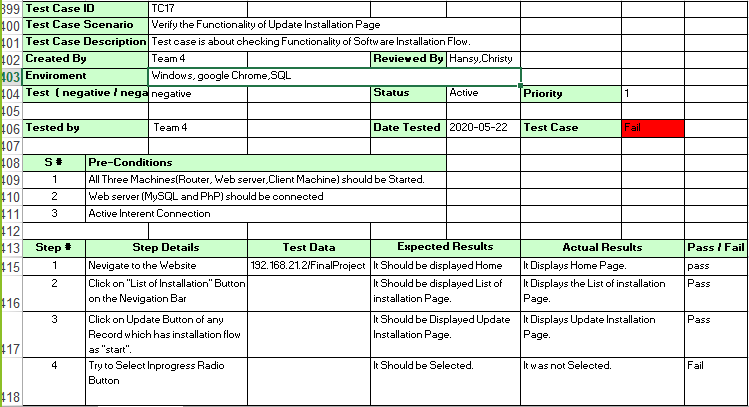 399 Test Case ID TC17
400 Test Case Scenario Verify the Functionality of Update Installation Page
401 Test Case Description Test case is about checking Functionality of Software Installation Flow.
402 Created By Team 4 Reviewed By Hansy,Christy
403 Enviroment Windows, google Chrome,SQL
404 Test ( negative / nega negative Status Active Priority 1
405
406 Tested by Team 4 Date Tested 2020-05-22 Test Case Fail
407
408 S # Pre-Conditions
409 1 All Three Machines(Router, Web server,Client Machine) should be Started.
410 2 Web server (MySQL and PhP) should be connected
411 3 Active Interent Connection
412
413 Step # Step Details Test Data Expected Results Actual Results Pass / Fail
415 1 Nevigate to the Website 192.168.21.2/FinalProject It Should be displayed Home It Displays Home Page. pass
2 Click on "List of Installation" Button It Should be displayed List of It Displays the List of installation Pass
416 on the Nevigation Bar installation Page. Page.
3 Click on Update Button of any It Should be Displayed Update It Displays Update Installation Pass
Record which has installation flow Installation Page. Page.
417 as "start".
4 Try to Select Inprogress Radio It Should be Selected. It was not Selected. Fail
Button
418